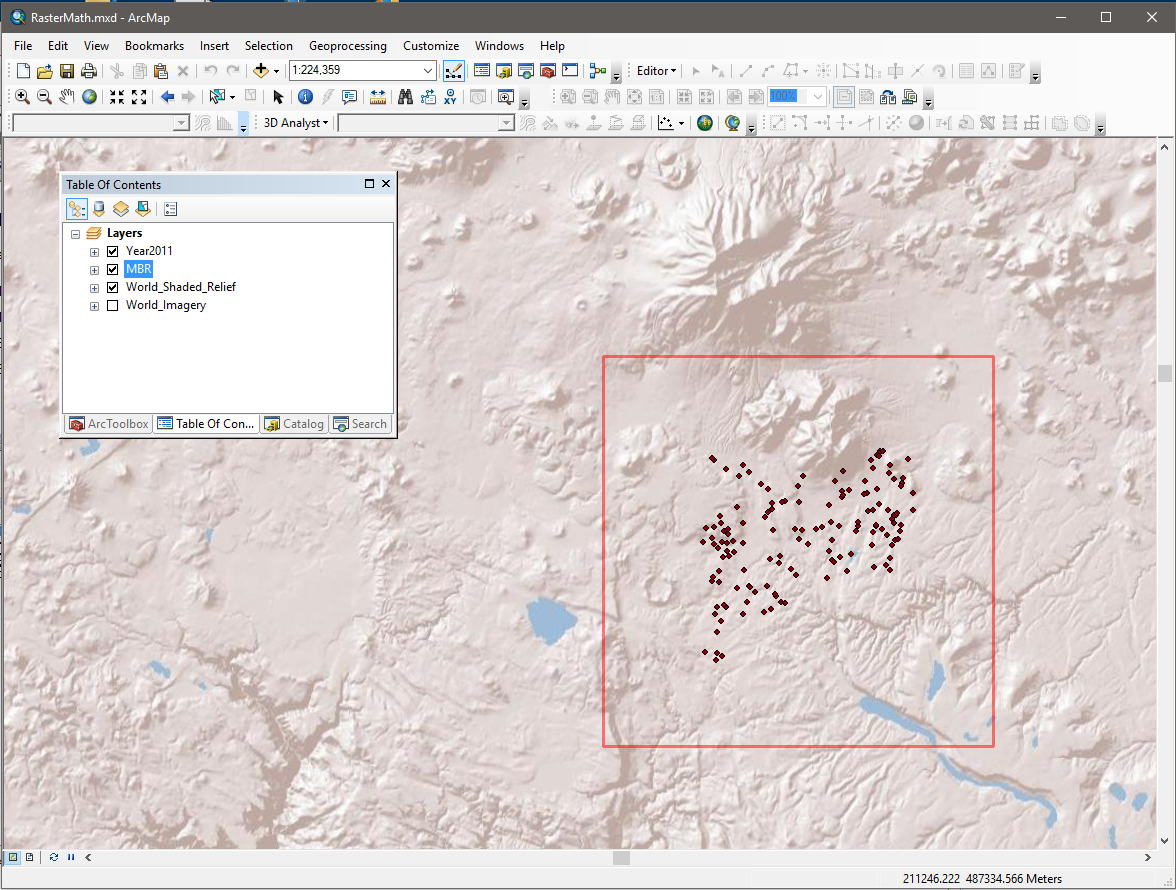 RasterMath.mxd - ArcMap
File Edit View Bookmarks Insert Selection Geoprocessing Customize Windows Help
1:224,359 Editor
XY 100%
3D Analyst
Table Of Contents
Layers
Year2011
MBR
World_Shaded_Relief
World_Imagery
ArcToolbox Table Of Con... Catalog Search
211246.222 487334.566 Meters